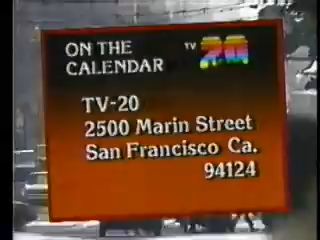 ON THE
CALENDAR
TV 20
TV-20
2500 Marin Street
San Francisco Ca.
94124